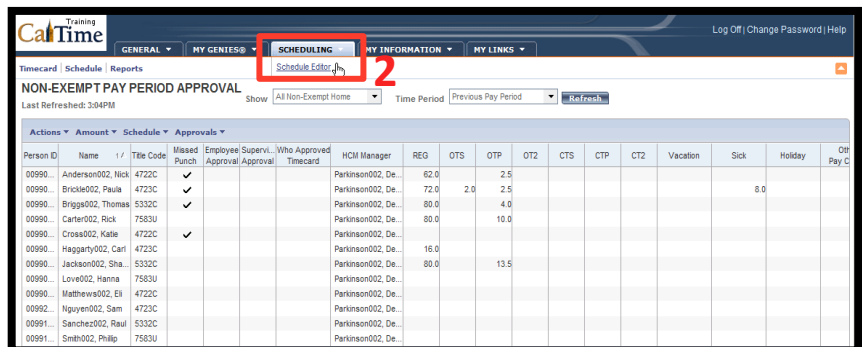 Training
CalTime
Log Off | Change Password | Help
GENERAL MY GENIES® SCHEDULING MY INFORMATION MY LINKS
Timecard Schedule Reports Schedule Editor 2
NON-EXEMPT PAY PERIOD APPROVAL
Show All Non-Exempt Home Time Period Previous Pay Period Refresh
Last Refreshed: 3:04PM
Actions Amount Schedule Approvals
Person ID Name 1/ Title Code Missed Punch Employee Approval Supervi... Approval Who Approved Timecard HCM Manager REG OTS OTP OT2 CTS CTP CT2 Vacation Sick Holiday Oth Pay C
00990... Anderson002, Nick 4722C ✓ Parkinson002, De... 62.0 2.5
00990... Brickle002, Paula 4723C ✓ Parkinson002, De... 72.0 2.0 2.5 8.0
00990... Briggs002, Thomas 5332C ✓ Parkinson002, De... 80.0 4.0
00990... Carter002, Rick 7583U Parkinson002, De... 80.0 10.0
00990... Cross002, Katie 4722C ✓ Parkinson002, De...
00990... Haggarty002, Carl 4723C Parkinson002, De... 16.0
00990... Jackson002, Sha... 5332C Parkinson002, De... 80.0 13.5
00990... Love002, Hanna 7583U Parkinson002, De...
00990... Matthews002, Eli 4722C Parkinson002, De...
00992... Nguyen002, Sam 4723C Parkinson002, De...
00991... Sanchez002, Raul 5332C Parkinson002, De...
00991... Smith002, Phillip 7583U Parkinson002, De...